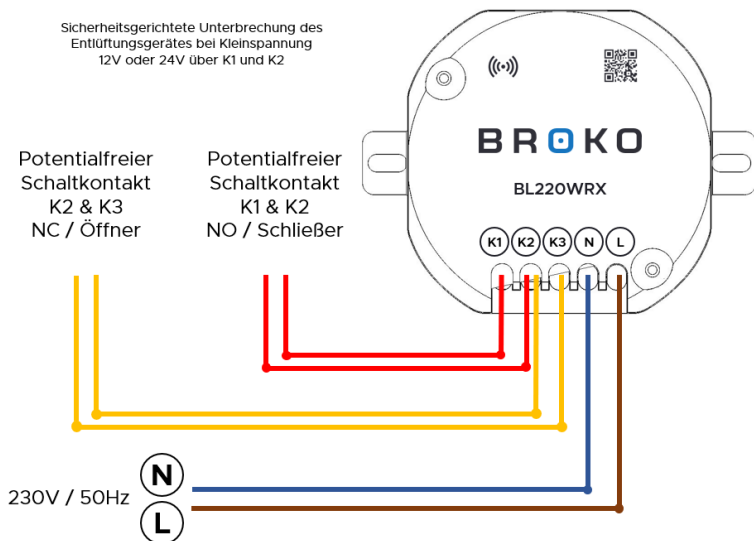 Sicherheitsgerichtete Unterbrechung des
Entlüftungsgerätes bei Kleinspannung
12V oder 24V über K1 und K2
BROKO
BL220WRX
Potentialfreier
Schaltkontakt
K2 & K3
NC / Öffner
Potentialfreier
Schaltkontakt
K1 & K2
NO / Schließer
K1 K2 K3 N L
230V / 50Hz
N
L